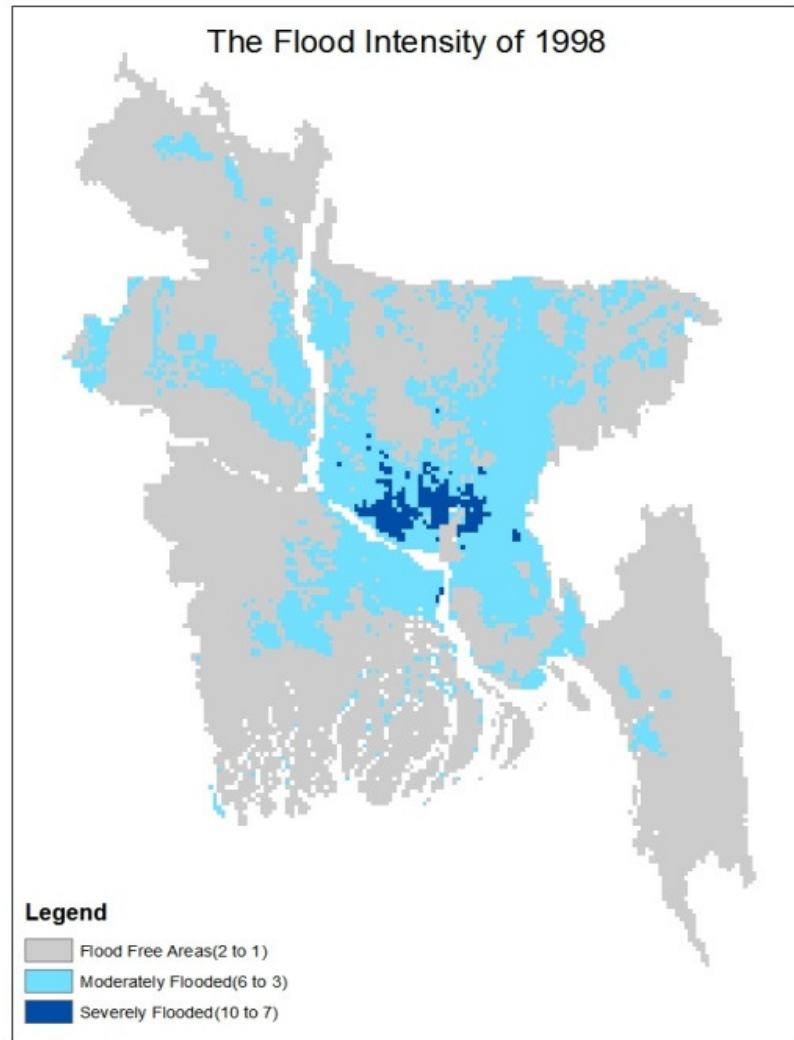 The Flood Intensity of 1998
Legend
Flood Free Areas(2 to 1)
Moderately Flooded(6 to 3)
Severely Flooded(10 to 7)